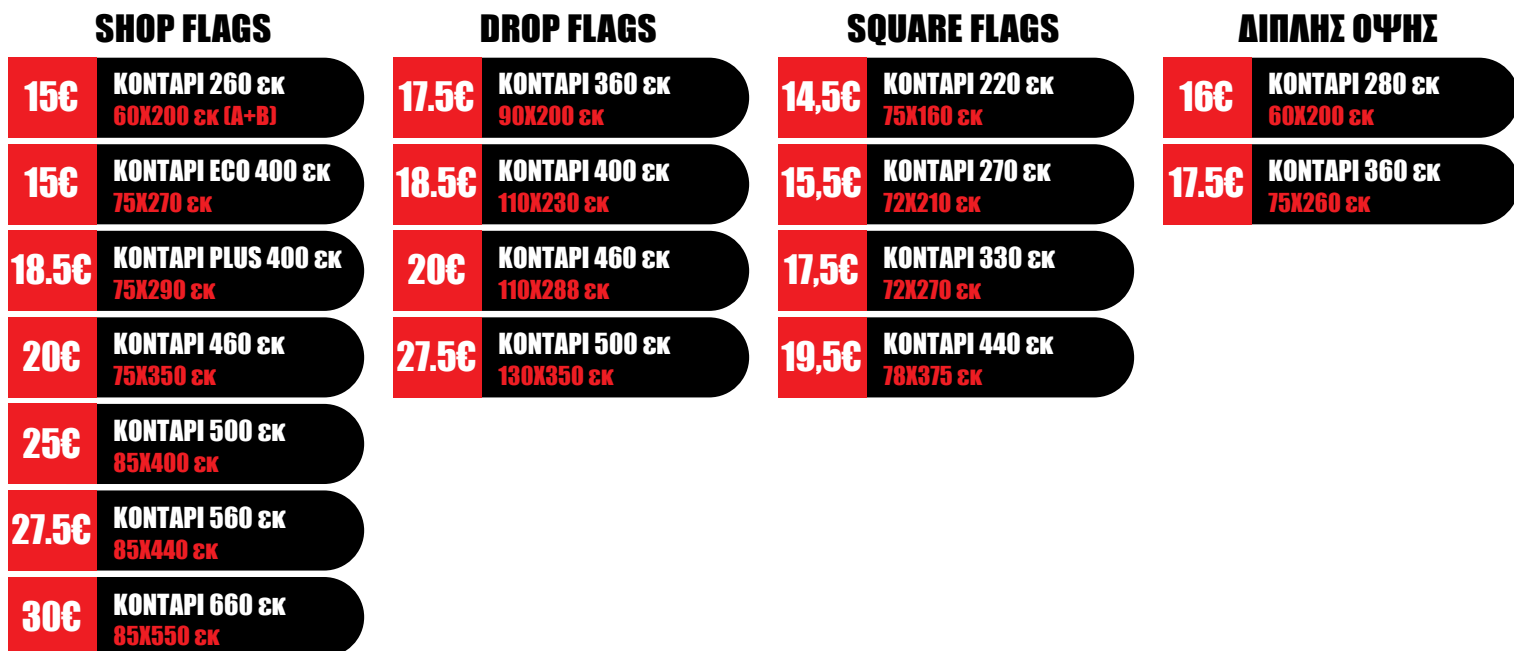 SHOP FLAGS
15€
ΚΟΝΤΑΡΙ 260 εκ
60X200 εκ (Α+Β)
15€
ΚΟΝΤΑΡΙ ECO 400 εκ
75X270 εκ
18.5€
ΚΟΝΤΑΡΙ PLUS 400 εκ
75X290 εκ
20€
ΚΟΝΤΑΡΙ 460 εκ
75X350 εκ
25€
ΚΟΝΤΑΡΙ 500 εκ
85X400 εκ
27.5€
ΚΟΝΤΑΡΙ 560 εκ
85X440 εκ
30€
ΚΟΝΤΑΡΙ 660 εκ
85X550 εκ
DROP FLAGS
17.5€
ΚΟΝΤΑΡΙ 360 εκ
90X200 εκ
18.5€
ΚΟΝΤΑΡΙ 400 εκ
110X230 εκ
20€
ΚΟΝΤΑΡΙ 460 εκ
110X288 εκ
27.5€
ΚΟΝΤΑΡΙ 500 εκ
130X350 εκ
SQUARE FLAGS
14,5€
ΚΟΝΤΑΡΙ 220 εκ
75X160 εκ
15,5€
ΚΟΝΤΑΡΙ 270 εκ
72X210 εκ
17,5€
ΚΟΝΤΑΡΙ 330 εκ
72X270 εκ
19,5€
ΚΟΝΤΑΡΙ 440 εκ
78X375 εκ
ΔΙΠΛΗΣ ΟΨΗΣ
16€
ΚΟΝΤΑΡΙ 280 εκ
60X200 εκ
17.5€
ΚΟΝΤΑΡΙ 360 εκ
75X260 εκ